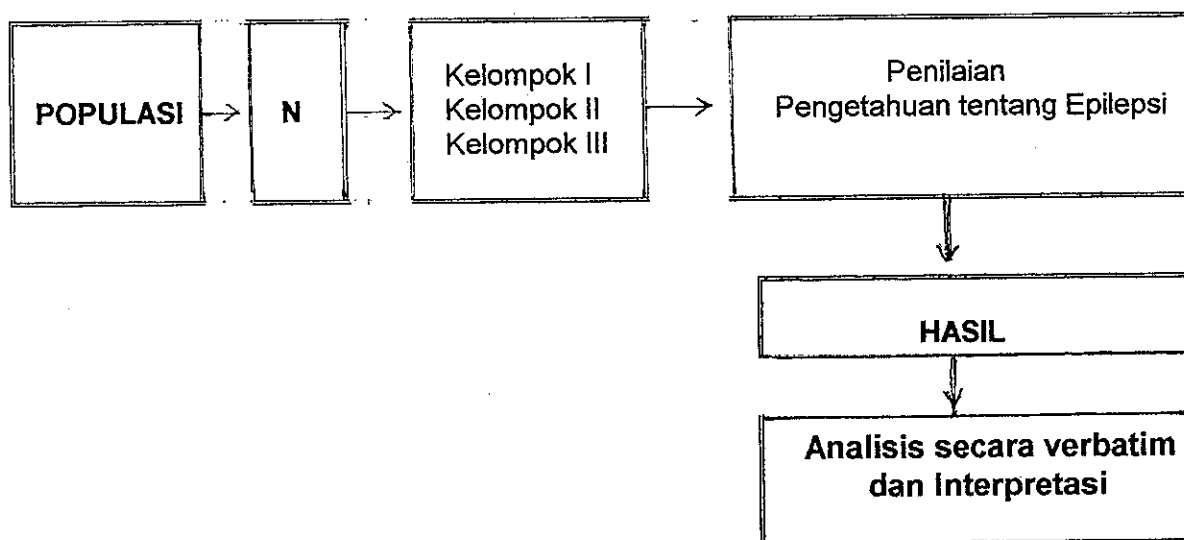 POPULASI
N
Kelompok I
Kelompok II
Kelompok III
Penilaian
Pengetahuan tentang Epilepsi
HASIL
Analisis secara verbatim
dan Interpretasi